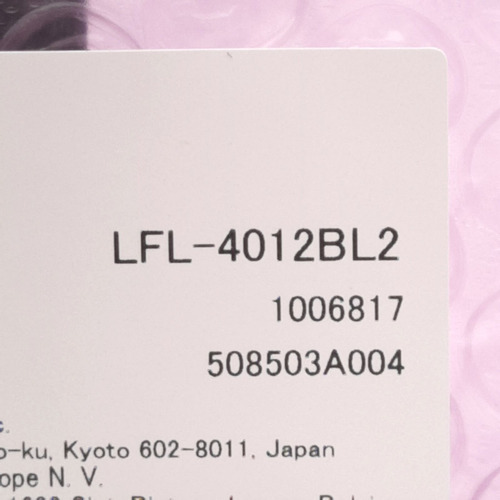 LFL-4012BL2
1006817
508503A004
c.
o-ku, Kyoto 602-8011, Japan
ope N. V.